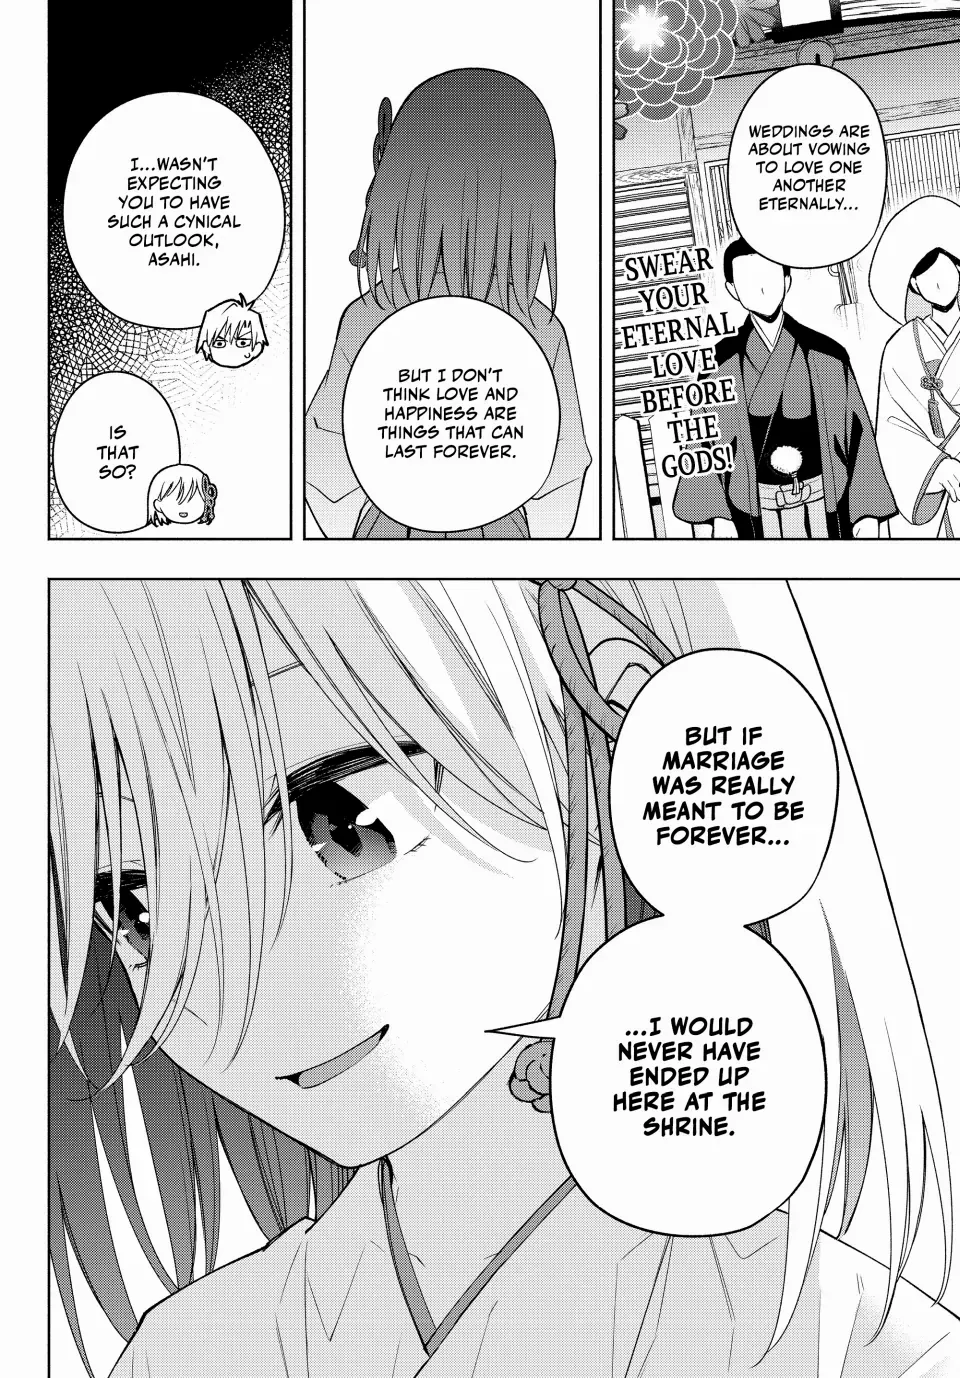 WEDDINGS ARE
ABOUT VOWING
TO LOVE ONE
ANOTHER
ETERNALLY...
SWEAR
YOUR
ETERNAL
LOVE
BEFORE
THE
GODS!
BUT I DON'T
THINK LOVE AND
HAPPINESS ARE
THINGS THAT CAN
LAST FOREVER.
I...WASN'T
EXPECTING
YOU TO HAVE
SUCH A CYNICAL
OUTLOOK,
ASAHI.
IS
THAT
SO?
BUT IF
MARRIAGE
WAS REALLY
MEANT TO BE
FOREVER...
...I WOULD
NEVER HAVE
ENDED UP
HERE AT THE
SHRINE.